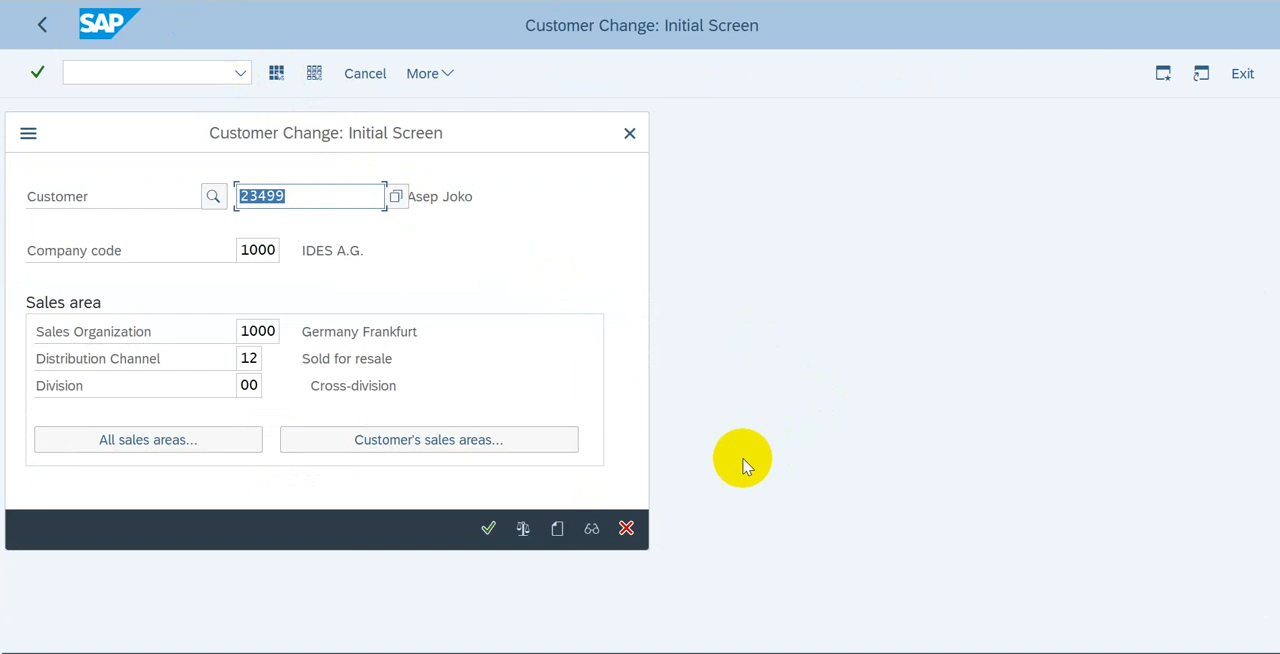 SAP Customer Change: Initial Screen
Cancel More Exit
Customer Change: Initial Screen
Customer 23499 Asep Joko
Company code 1000 IDES A.G.
Sales area
Sales Organization 1000 Germany Frankfurt
Distribution Channel 12 Sold for resale
Division 00 Cross-division
All sales areas... Customer's sales areas...